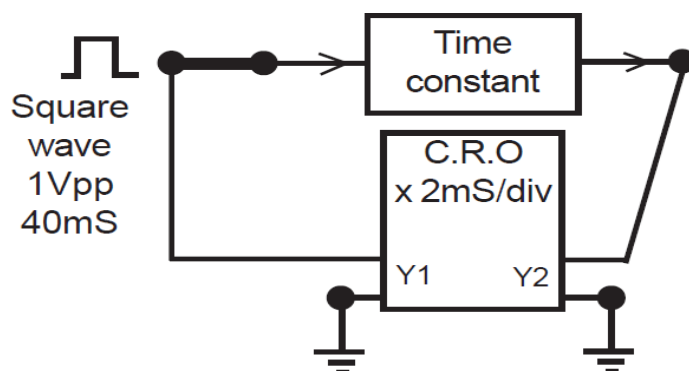 Square
wave
1Vpp
40mS
Time
constant
C.R.O
x 2mS/div
Y1
Y2